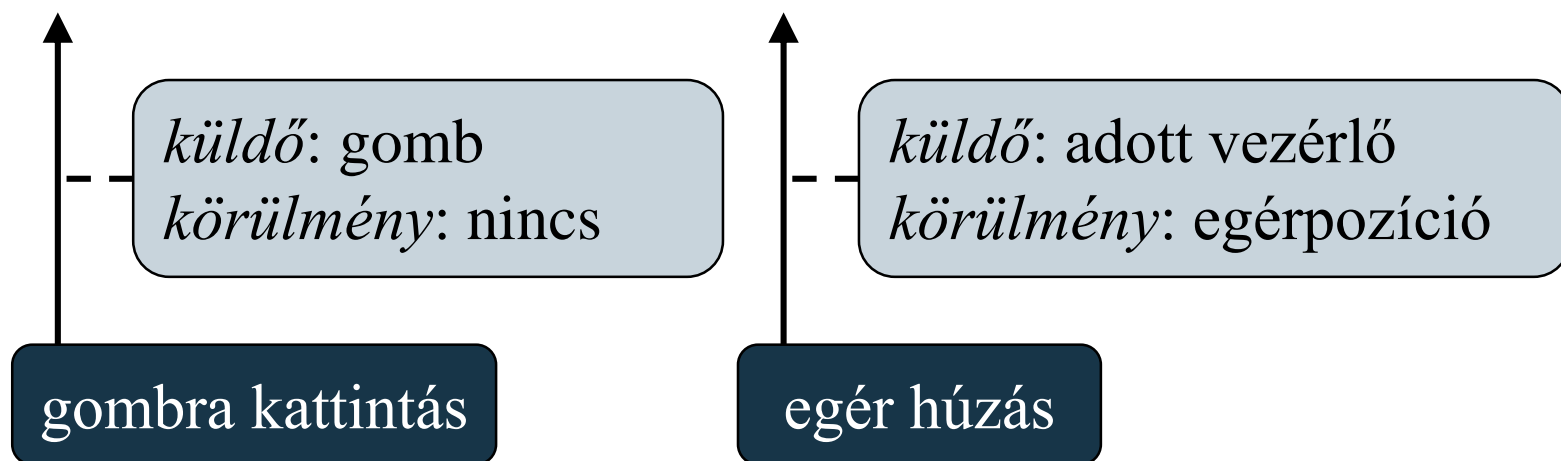 küldő: gomb
körülmény: nincs
gombra kattintás
küldő: adott vezérlő
körülmény: egérpozíció
egér húzás